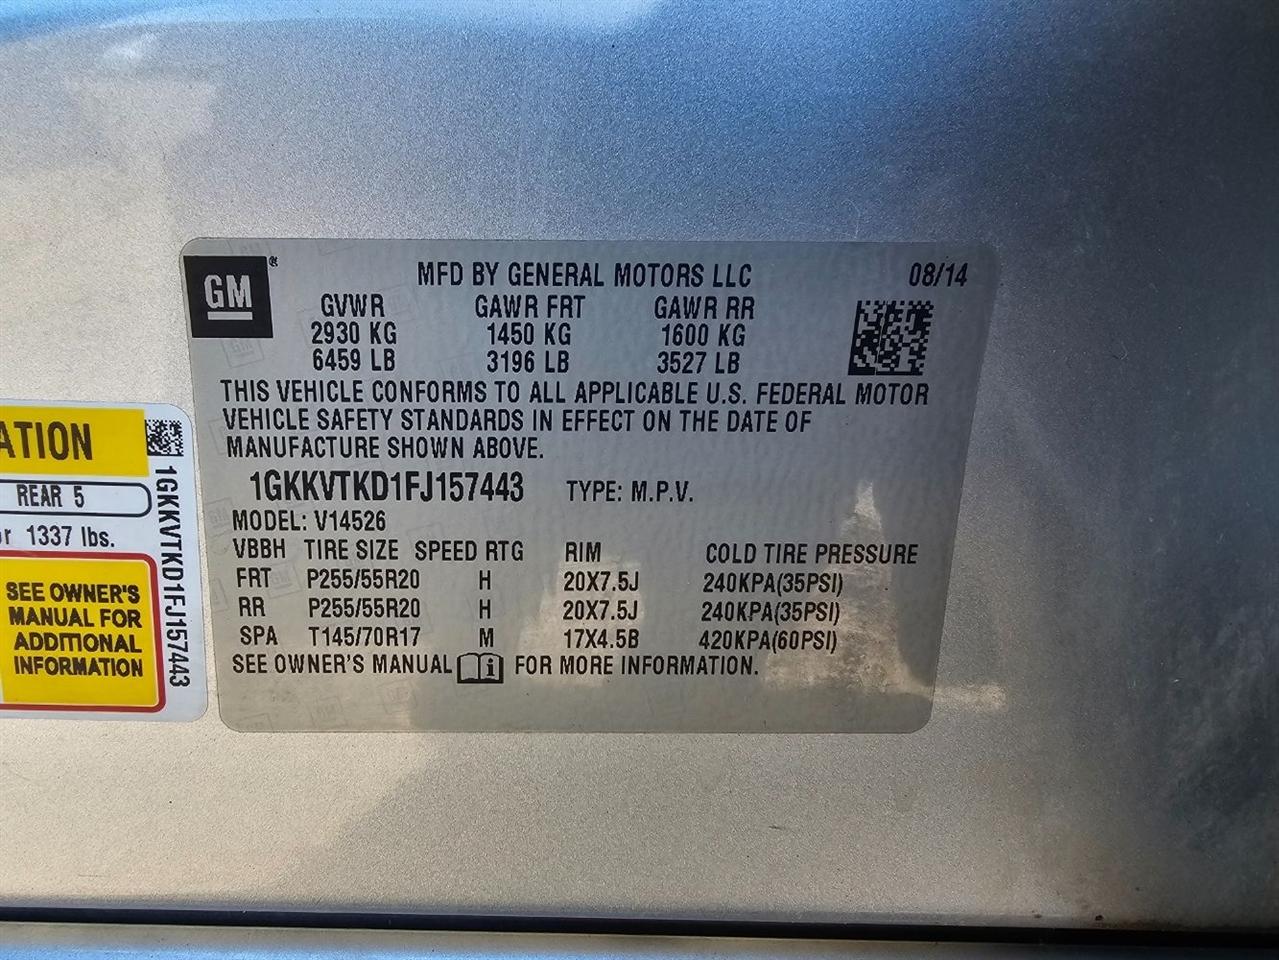 GM
MFD BY GENERAL MOTORS LLC 08/14
GVWR GAWR FRT GAWR RR
2930 KG 1450 KG 1600 KG
6459 LB 3196 LB 3527 LB
THIS VEHICLE CONFORMS TO ALL APPLICABLE U.S. FEDERAL MOTOR
VEHICLE SAFETY STANDARDS IN EFFECT ON THE DATE OF
MANUFACTURE SHOWN ABOVE.
1GKKVTKD1FJ157443 TYPE: M.P.V.
MODEL: V14526
VBBH TIRE SIZE SPEED RTG RIM COLD TIRE PRESSURE
FRT P255/55R20 H 20X7.5J 240KPA(35PSI)
RR P255/55R20 H 20X7.5J 240KPA(35PSI)
SPA T145/70R17 M 17X4.5B 420KPA(60PSI)
SEE OWNER'S MANUAL FOR MORE INFORMATION.
ATION
REAR 5
r 1337 lbs.
SEE OWNER'S
MANUAL FOR
ADDITIONAL
INFORMATION
1GKKVTKD1FJ157443